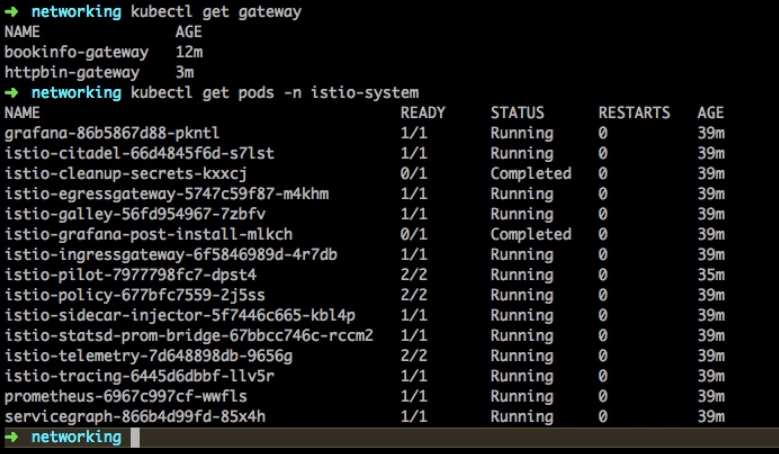 ➜ networking kubectl get gateway
NAME AGE
bookinfo-gateway 12m
httpbin-gateway 3m
➜ networking kubectl get pods -n istio-system
NAME READY STATUS RESTARTS AGE
grafana-86b5867d88-pkntl 1/1 Running 0 39m
istio-citadel-66d4845f6d-s7lst 1/1 Running 0 39m
istio-cleanup-secrets-kxxcj 0/1 Completed 0 39m
istio-egressgateway-5747c59f87-m4khm 1/1 Running 0 39m
istio-galley-56fd954967-7zbfv 1/1 Running 0 39m
istio-grafana-post-install-mlkch 0/1 Completed 0 39m
istio-ingressgateway-6f5846989d-4r7db 1/1 Running 0 39m
istio-pilot-7977798fc7-dpst4 2/2 Running 0 35m
istio-policy-677bfc7559-2j5ss 2/2 Running 0 39m
istio-sidecar-injector-5f7446c665-kbl4p 1/1 Running 0 39m
istio-statsd-prom-bridge-67bbcc746c-rccm2 1/1 Running 0 39m
istio-telemetry-7d648898db-9656g 2/2 Running 0 39m
istio-tracing-6445d6dbbf-llv5r 1/1 Running 0 39m
prometheus-6967c997cf-wwfls 1/1 Running 0 39m
servicegraph-866b4d99fd-85x4h 1/1 Running 0 39m
➜ networking